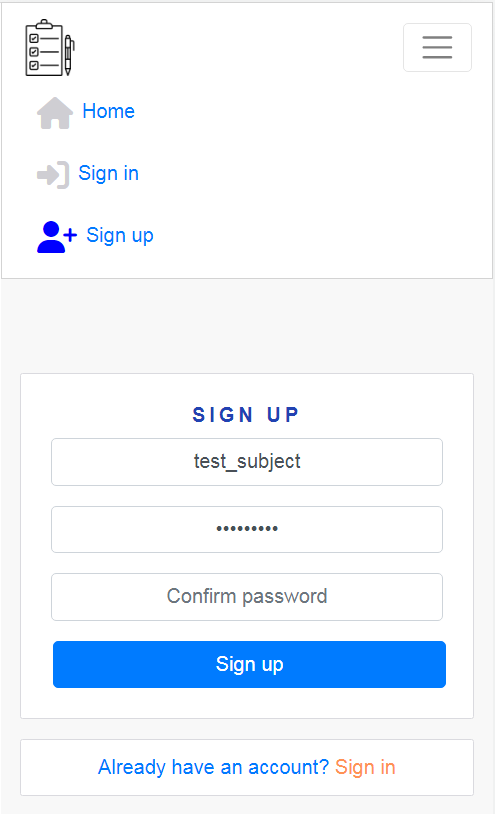 Home
Sign in
Sign up
SIGN UP
test_subject
•••••••••
Confirm password
Sign up
Already have an account? Sign in